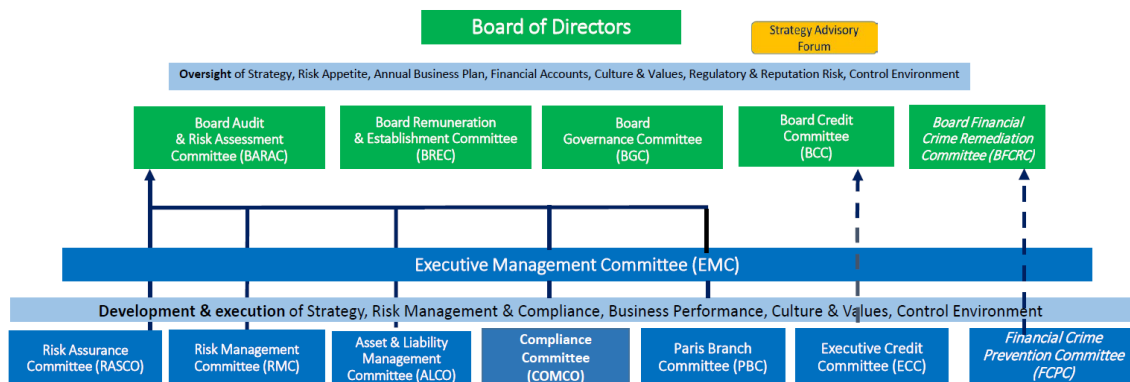 Board of Directors
Strategy Advisory
Forum
Oversight of Strategy, Risk Appetite, Annual Business Plan, Financial Accounts, Culture & Values, Regulatory & Reputation Risk, Control Environment
Board Audit
& Risk Assessment
Committee (BARAC)
Board Remuneration
& Establishment Committee
(BREC)
Board
Governance Committee
(BGC)
Board Credit
Committee
(BCC)
Board Financial
Crime Remediation
Committee (BFCRC)
Executive Management Committee (EMC)
Development & execution of Strategy, Risk Management & Compliance, Business Performance, Culture & Values, Control Environment
Risk Assurance
Committee (RASCO)
Risk Management
Committee (RMC)
Asset & Liability
Management
Committee (ALCO)
Compliance
Committee
(COMCO)
Paris Branch
Committee (PBC)
Executive Credit
Committee (ECC)
Financial Crime
Prevention Committee
(FCPC)